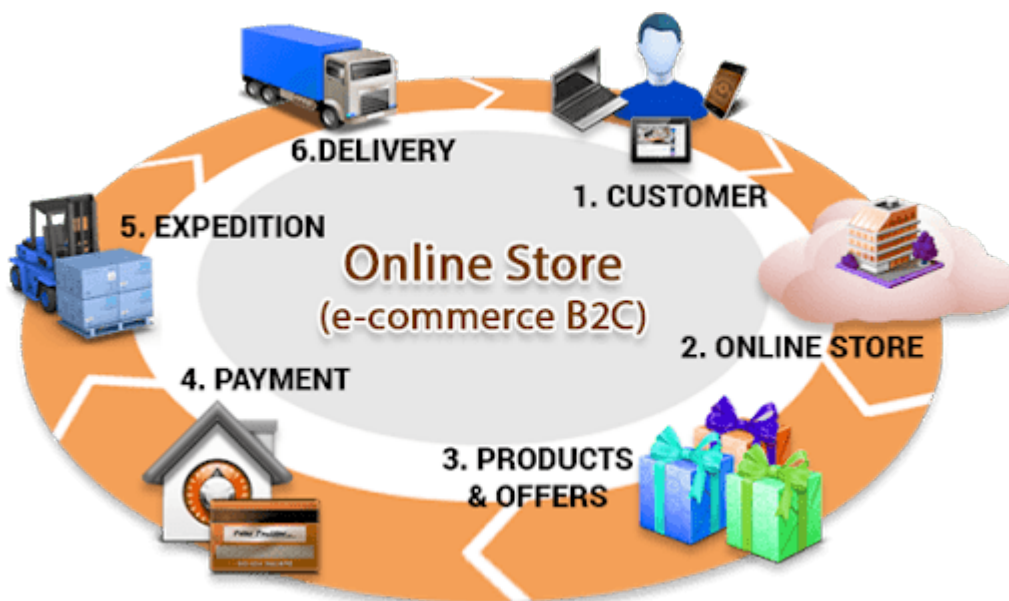 Online Store
(e-commerce B2C)
1. CUSTOMER
2. ONLINE STORE
3. PRODUCTS
& OFFERS
4. PAYMENT
5. EXPEDITION
6.DELIVERY